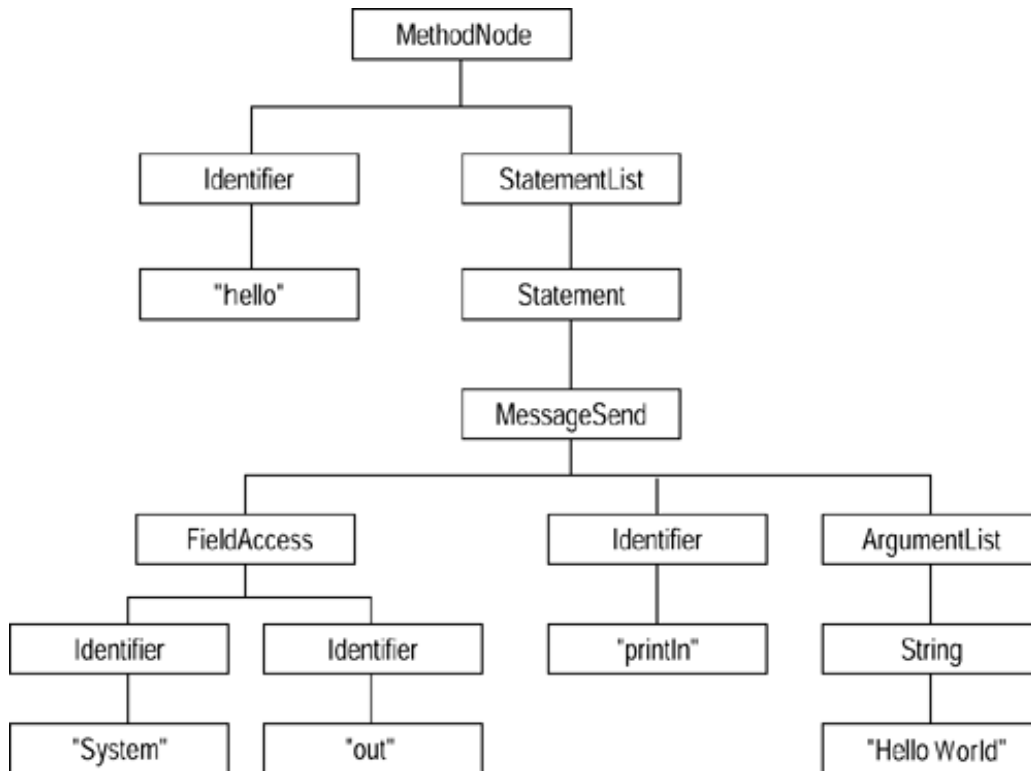 MethodNode
Identifier
StatementList
"hello"
Statement
MessageSend
FieldAccess
Identifier
ArgumentList
Identifier
Identifier
"println"
String
"System"
"out"
"Hello World"